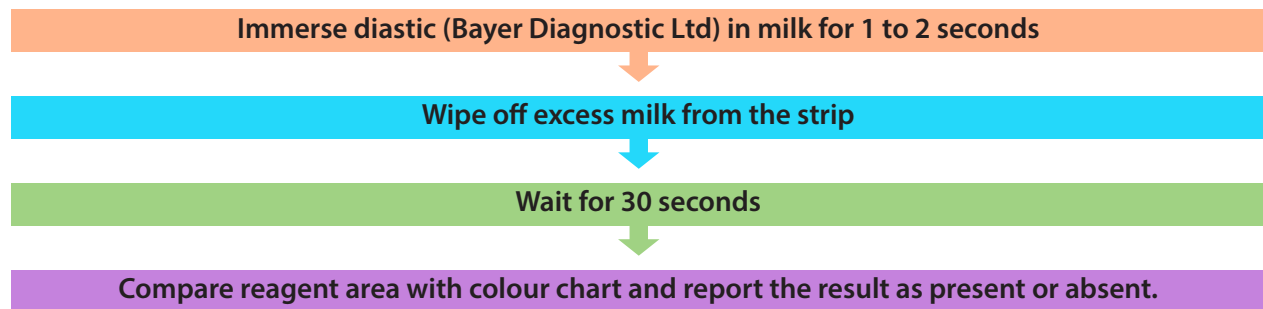 Immerse diastic (Bayer Diagnostic Ltd) in milk for 1 to 2 seconds
Wipe off excess milk from the strip
Wait for 30 seconds
Compare reagent area with colour chart and report the result as present or absent.